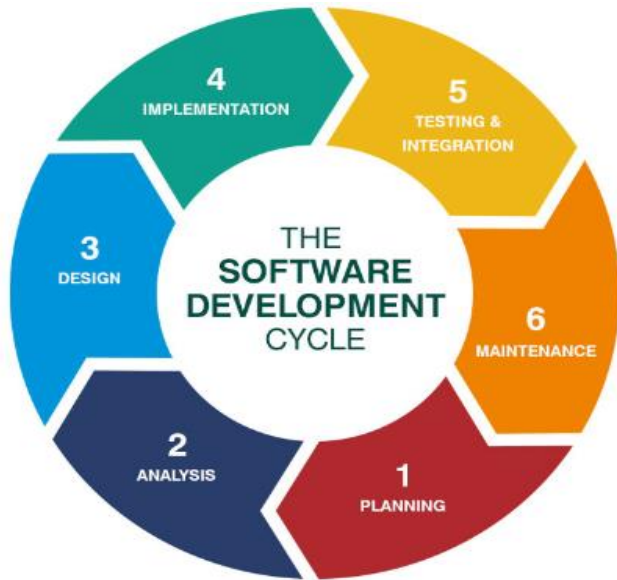 THE
SOFTWARE
DEVELOPMENT
CYCLE
1
PLANNING
2
ANALYSIS
3
DESIGN
4
IMPLEMENTATION
5
TESTING &
INTEGRATION
6
MAINTENANCE